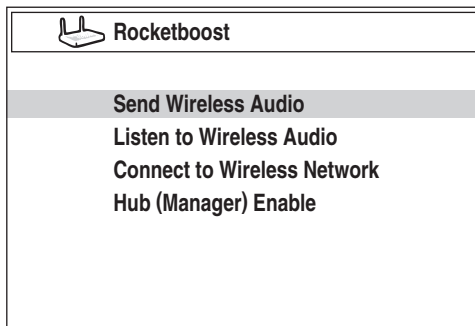 Rocketboost
Send Wireless Audio
Listen to Wireless Audio
Connect to Wireless Network
Hub (Manager) Enable